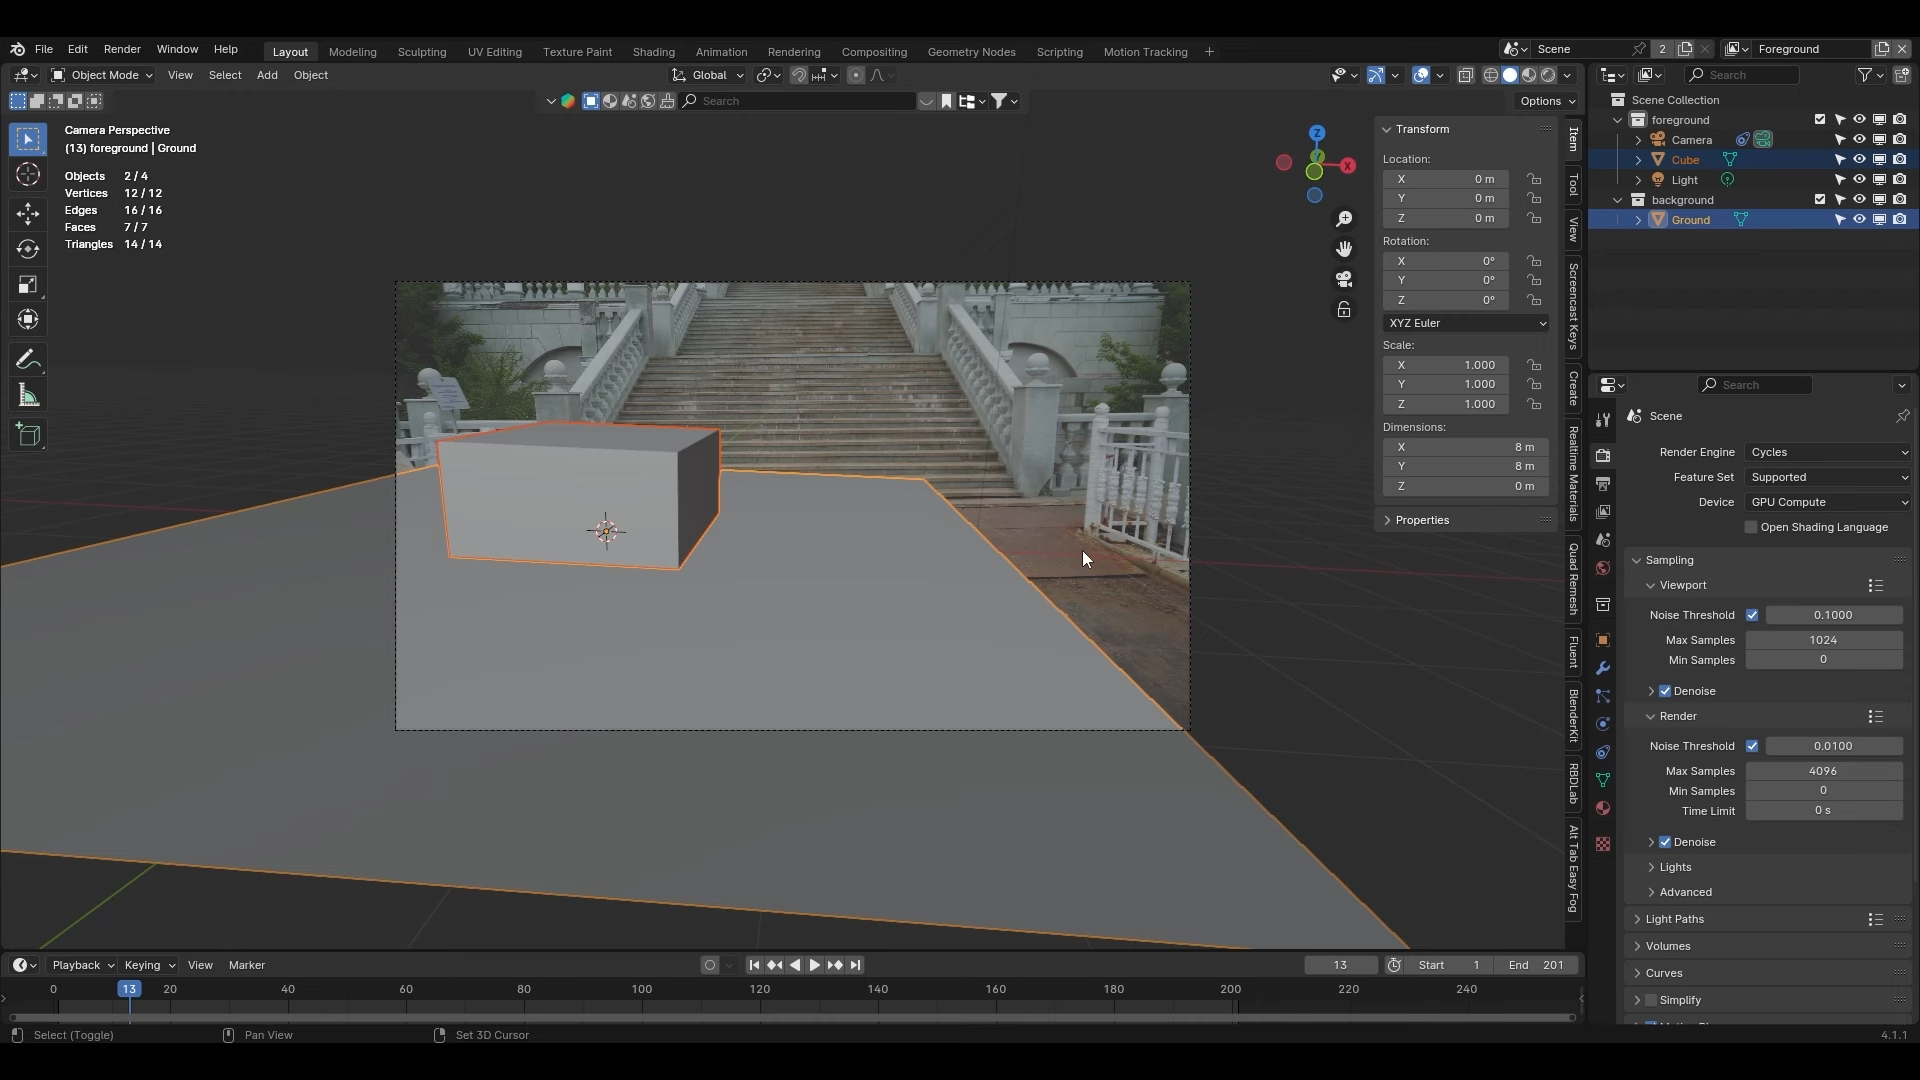 File Edit Render Window Help Layout Modeling Sculpting UV Editing Texture Paint Shading Animation Rendering Compositing Geometry Nodes Scripting Motion Tracking + Scene 2 Foreground
Object Mode View Select Add Object Global Search
Search Options
Camera Perspective
(13) foreground | Ground
Objects 2 / 4
Vertices 12 / 12
Edges 16 / 16
Faces 7 / 7
Triangles 14 / 14
Z
X
Transform
Location:
X 0 m
Y 0 m
Z 0 m
Rotation:
X 0°
Y 0°
Z 0°
XYZ Euler
Scale:
X 1.000
Y 1.000
Z 1.000
Dimensions:
X 8 m
Y 8 m
Z 0 m
Properties
Item
Tool
View
Screencast Keys
Create
Realtime Materials
Quad Remesh
Fluent
BlenderKit
RBDLab
Alt Tab Easy Fog
Scene Collection
foreground
Camera
Cube
Light
background
Ground
Search
Scene
Render Engine Cycles
Feature Set Supported
Device GPU Compute
Open Shading Language
Sampling
Viewport
Noise Threshold 0.1000
Max Samples 1024
Min Samples 0
Denoise
Render
Noise Threshold 0.0100
Max Samples 4096
Min Samples 0
Time Limit 0 s
Denoise
Lights
Advanced
Light Paths
Volumes
Curves
Simplify
Playback Keying View Marker 13 Start 1 End 201
0 13 20 40 60 80 100 120 140 160 180 200 220 240
Select (Toggle) Pan View Set 3D Cursor 4.1.1